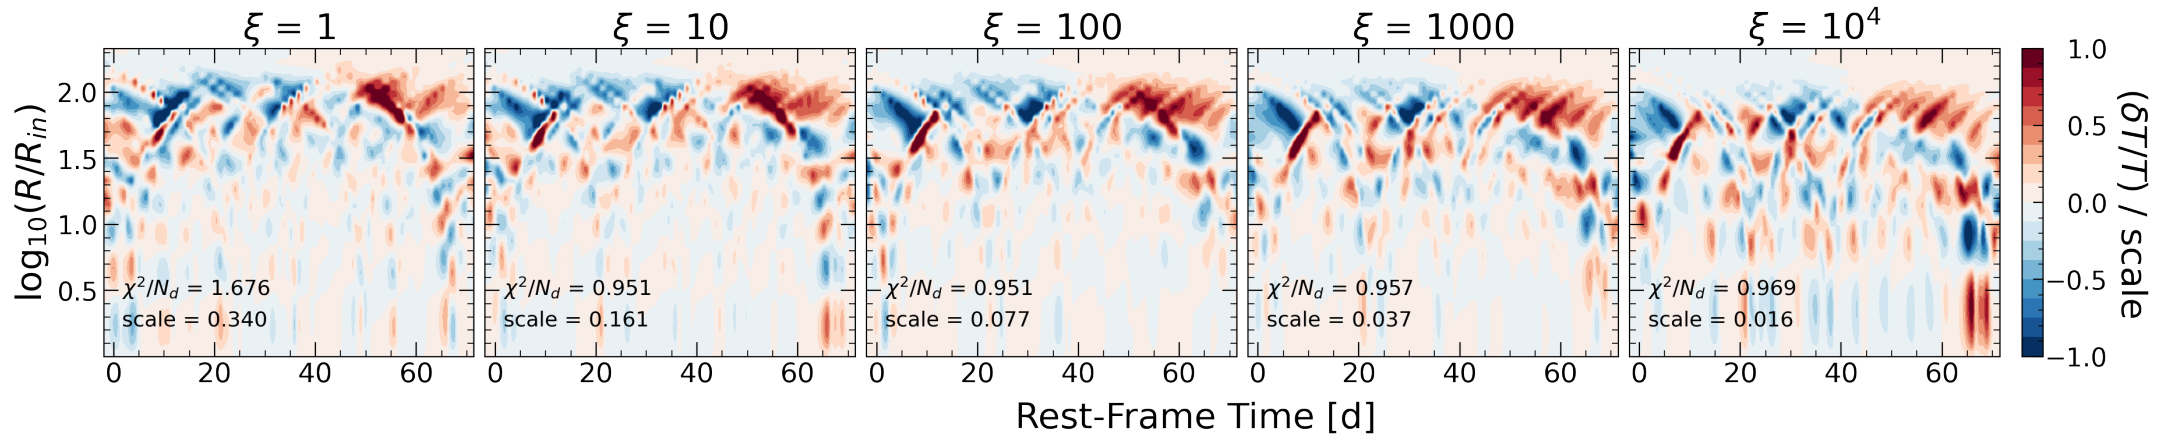 ξ = 1
ξ = 10
ξ = 100
ξ = 1000
ξ = 10⁴
log₁₀(R/R_in)
2.0
1.5
1.0
0.5
χ²/N_d = 1.676
scale = 0.340
χ²/N_d = 0.951
scale = 0.161
χ²/N_d = 0.951
scale = 0.077
χ²/N_d = 0.957
scale = 0.037
χ²/N_d = 0.969
scale = 0.016
0 20 40 60
0 20 40 60
0 20 40 60
0 20 40 60
0 20 40 60
Rest-Frame Time [d]
1.0
0.5
0.0
−0.5
−1.0
(δT/T) / scale